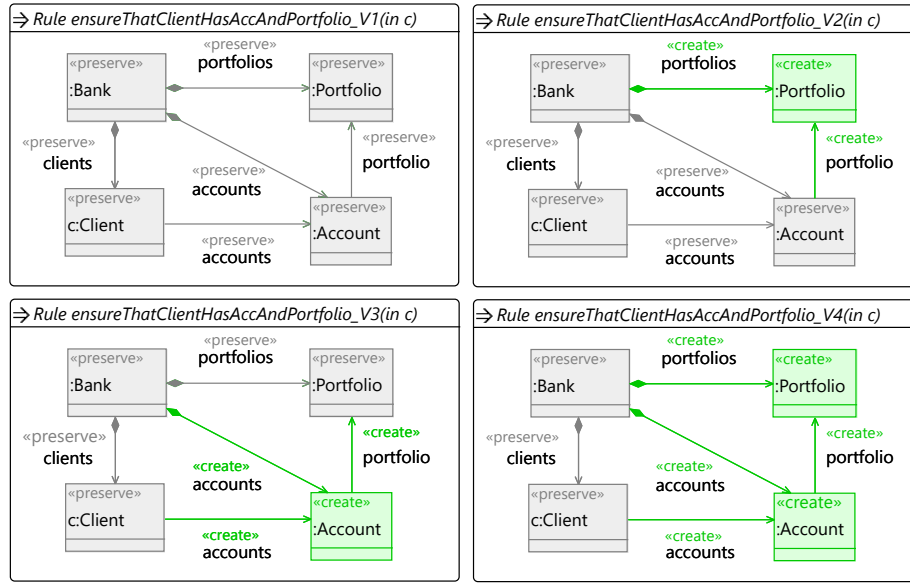 ⇒ Rule ensureThatClientHasAccAndPortfolio_V1(in c)
«preserve»
:Bank
«preserve»
portfolios
«preserve»
:Portfolio
«preserve»
clients
«preserve»
accounts
«preserve»
portfolio
«preserve»
c:Client
«preserve»
accounts
«preserve»
:Account
⇒ Rule ensureThatClientHasAccAndPortfolio_V2(in c)
«preserve»
:Bank
«create»
portfolios
«create»
:Portfolio
«preserve»
clients
«preserve»
accounts
«create»
portfolio
«preserve»
c:Client
«preserve»
accounts
«preserve»
:Account
⇒ Rule ensureThatClientHasAccAndPortfolio_V3(in c)
«preserve»
:Bank
«preserve»
portfolios
«preserve»
:Portfolio
«preserve»
clients
«create»
accounts
«create»
portfolio
«preserve»
c:Client
«create»
accounts
«create»
:Account
⇒ Rule ensureThatClientHasAccAndPortfolio_V4(in c)
«preserve»
:Bank
«create»
portfolios
«create»
:Portfolio
«preserve»
clients
«create»
accounts
«create»
portfolio
«preserve»
c:Client
«create»
accounts
«create»
:Account